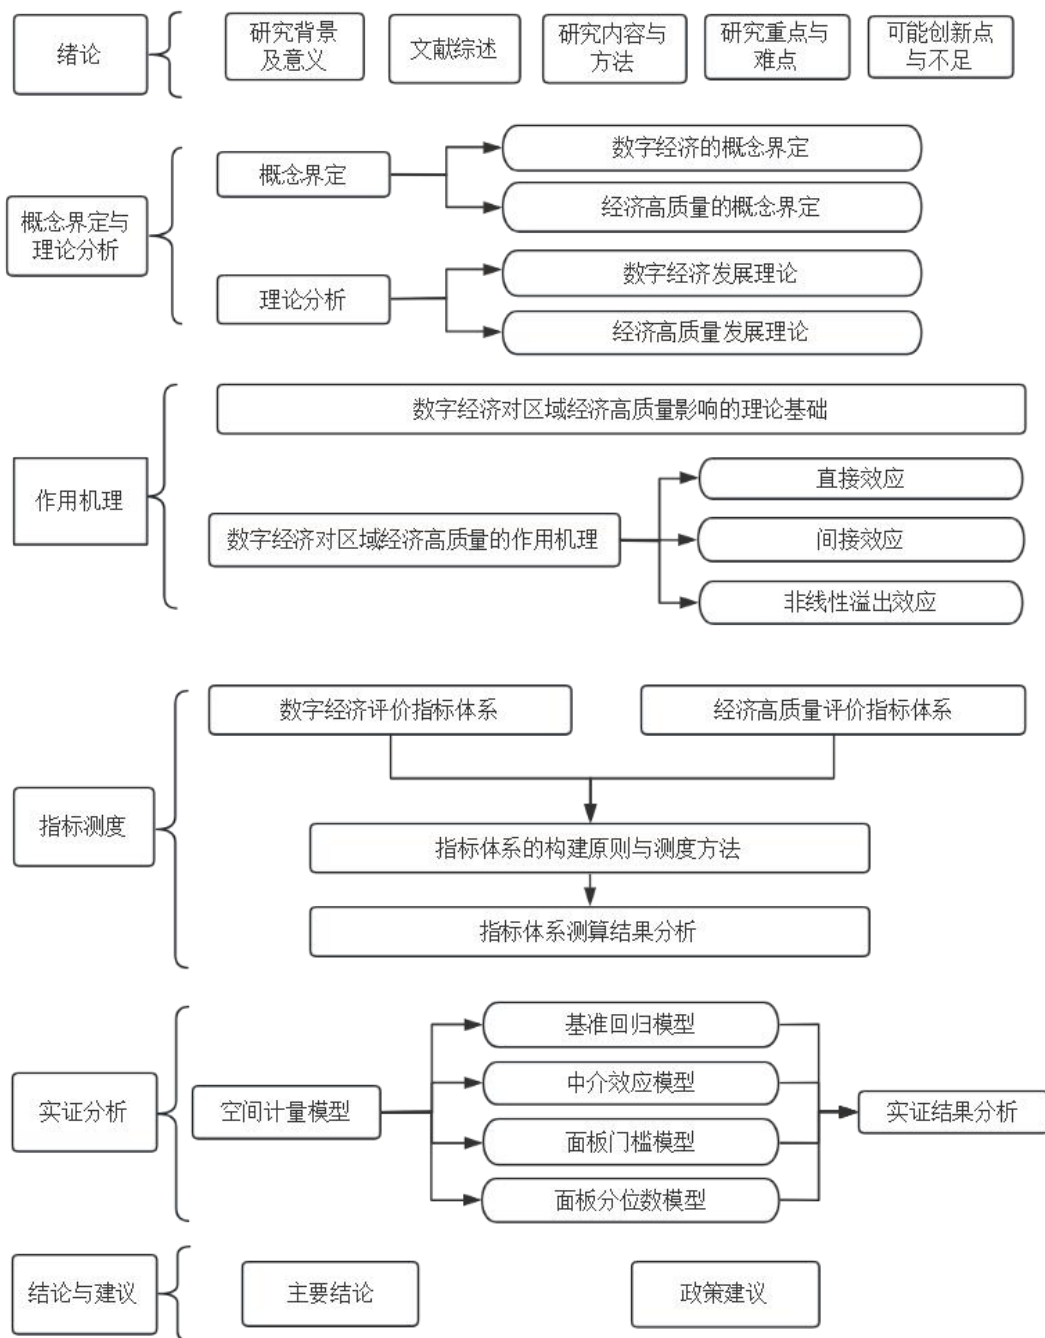 绪论
研究背景
及意义
文献综述
研究内容与
方法
研究重点与
难点
可能创新点
与不足
概念界定与
理论分析
概念界定
数字经济的概念界定
经济高质量的概念界定
理论分析
数字经济发展理论
经济高质量发展理论
作用机理
数字经济对区域经济高质量影响的理论基础
数字经济对区域经济高质量的作用机理
直接效应
间接效应
非线性溢出效应
指标测度
数字经济评价指标体系
经济高质量评价指标体系
指标体系的构建原则与测度方法
指标体系测算结果分析
实证分析
空间计量模型
基准回归模型
中介效应模型
面板门槛模型
面板分位数模型
实证结果分析
结论与建议
主要结论
政策建议